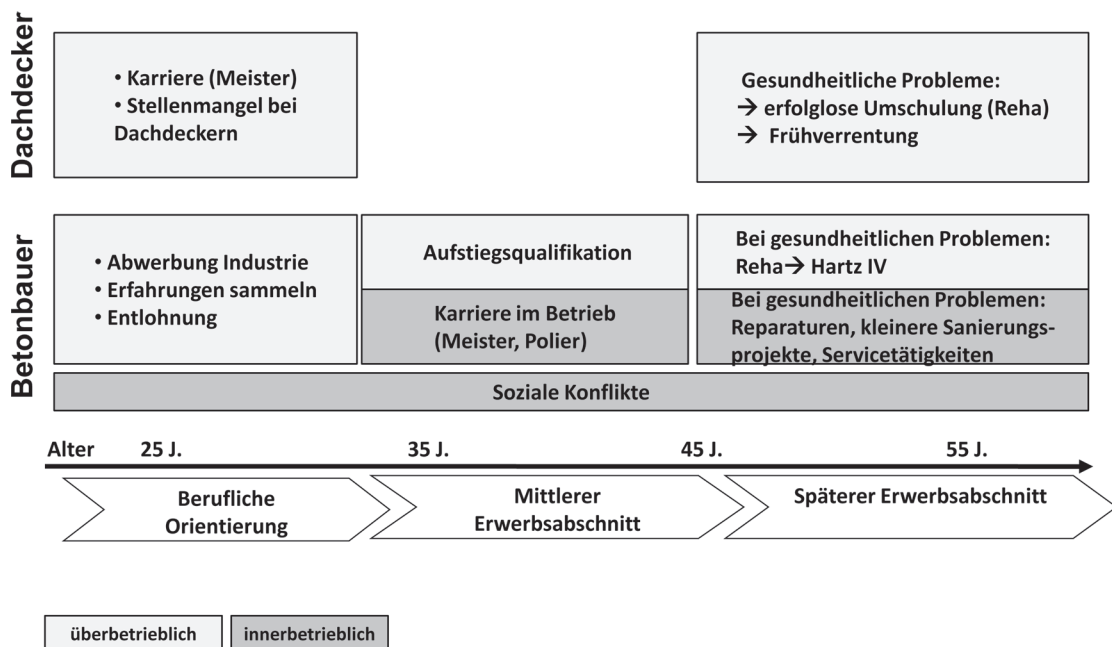 Dachdecker
• Karriere (Meister)
• Stellenmangel bei
Dachdeckern
Gesundheitliche Probleme:
→ erfolglose Umschulung (Reha)
→ Frühverrentung
Betonbauer
• Abwerbung Industrie
• Erfahrungen sammeln
• Entlohnung
Aufstiegsqualifikation
Karriere im Betrieb
(Meister, Polier)
Bei gesundheitlichen Problemen:
Reha→ Hartz IV
Bei gesundheitlichen Problemen:
Reparaturen, kleinere Sanierungs-
projekte, Servicetätigkeiten
Soziale Konflikte
Alter 25 J. 35 J. 45 J. 55 J.
Berufliche
Orientierung
Mittlerer
Erwerbsabschnitt
Späterer Erwerbsabschnitt
überbetrieblich
innerbetrieblich